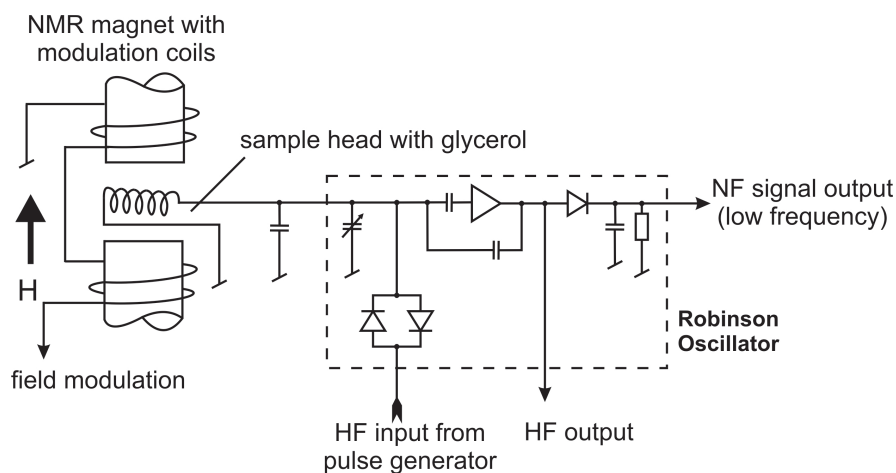 NMR magnet with
modulation coils
sample head with glycerol
NF signal output
(low frequency)
H
Robinson
Oscillator
field modulation
HF input from
pulse generator
HF output